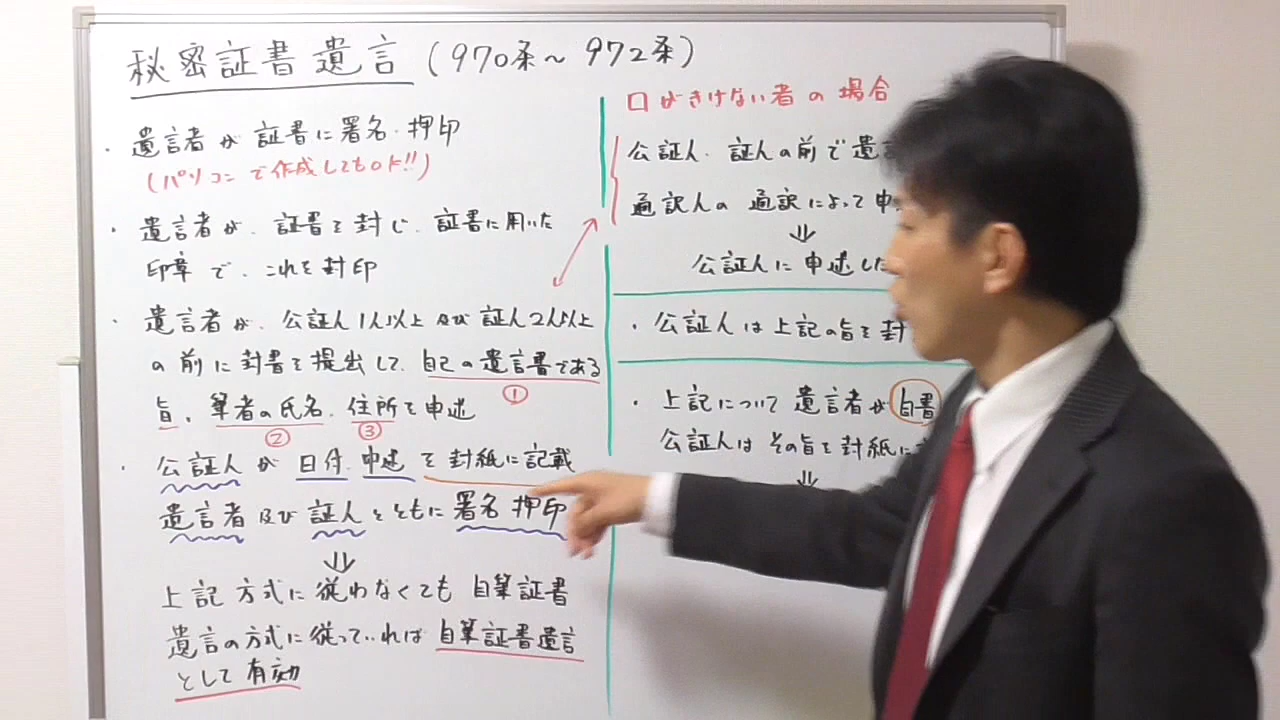 秘密証書遺言(970条~972条)
・遺言者が証書に署名・押印
(パソコンで作成してもOK!!)
・遺言者が、証書を封じ、証書に用いた
印章で、これを封印
・遺言者が、公証人1人以上及び証人2人以上
の前に封書を提出して、自己の遺言書である
①
旨、筆者の氏名、住所を申述
② ③
・公証人が日付、申述を封紙に記載
遺言者及び証人とともに署名押印
⇓
上記方式に従わなくても自筆証書
遺言の方式に従っていれば自筆証書遺言
として有効
口がきけない者の場合
公証人、証人の前で遺
通訳人の通訳によって申
⇓
公証人に申述した
・公証人は上記の旨を封
・上記について遺言者が自書
公証人はその旨を封紙に
⇓